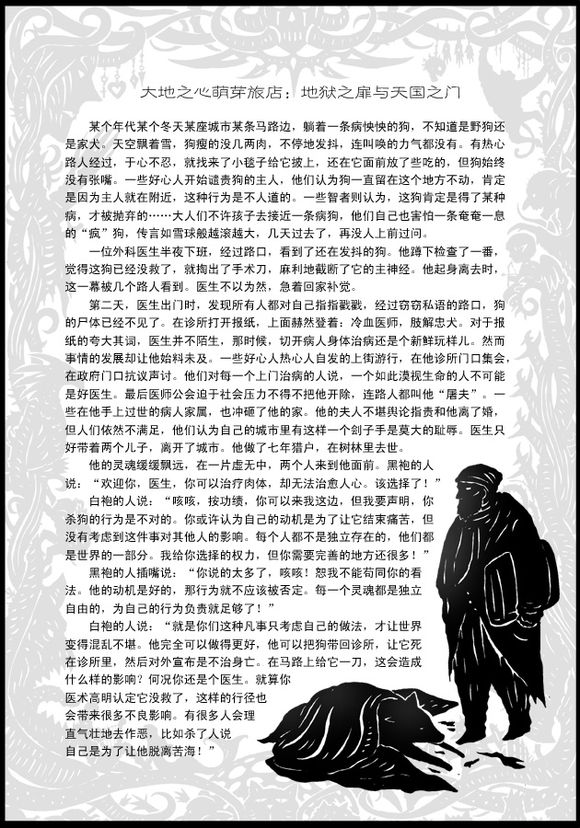 大地之心萌芽旅店：地狱之扉与天国之门
某个年代某个冬天某座城市某条马路边，躺着一条病怏怏的狗，不知道是野狗还
是家犬。天空飘着雪，狗瘦的没几两肉，不停地发抖，连叫唤的力气都没有。有热心
路人经过，于心不忍，就找来了小毯子给它披上，还在它面前放了些吃的，但狗始终
没有张嘴。一些好心人开始谴责狗的主人，他们认为狗一直留在这个地方不动，肯定
是因为主人就在附近，这种行为是不人道的。一些智者则认为，这狗肯定是得了某种
病，才被抛弃的……大人们不许孩子去接近一条病狗，他们自己也害怕一条奄奄一息
的“疯”狗，传言如雪球般越滚越大，几天过去了，再没人上前过问。
一位外科医生半夜下班，经过路口，看到了还在发抖的狗。他蹲下检查了一番，
觉得这狗已经没救了，就掏出了手术刀，麻利地截断了它的主神经。他起身离去时，
这一幕被几个路人看到。医生不以为然，急着回家补觉。
第二天，医生出门时，发现所有人都对自己指指戳戳，经过窃窃私语的路口，狗
的尸体已经不见了。在诊所打开报纸，上面赫然登着：冷血医师，肢解忠犬。对于报
纸的夸大其词，医生并不陌生，那时候，切开病人身体治病还是个新鲜玩样儿。然而
事情的发展却让他始料未及。一些好心人热心人自发的上街游行，在他诊所门口集会，
在政府门口抗议声讨。他们对每一个上门治病的人说，一个如此漠视生命的人不可能
是好医生。最后医师公会迫于社会压力不得不把他开除，连路人都叫他“屠夫”。一
些在他手上过世的病人家属，也冲砸了他的家。他的夫人不堪舆论指责和他离了婚，
但人们依然不满足，他们认为自己的城市里有这样一个刽子手是莫大的耻辱。医生只
好带着两个儿子，离开了城市。他做了七年猎户，在树林里去世。
他的灵魂缓缓飘远，在一片虚无中，两个人来到他面前。黑袍的人
说：“欢迎你，医生，你可以治疗肉体，却无法治愈人心。该选择了！”
白袍的人说：“咳咳，按功绩，你可以来我这边，但我要声明，你
杀狗的行为是不对的。你或许认为自己的动机是为了让它结束痛苦，但
没有考虑到这件事对其他人的影响。每个人都不是独立存在的，他们都
是世界的一部分。我给你选择的权力，但你需要完善的地方还很多！”
黑袍的人插嘴说：“你说的太多了，咳咳！恕我不能苟同你的看
法。他的动机是好的，那行为就不应该被否定。每一个灵魂都是独立
自由的，为自己的行为负责就足够了！”
白袍的人说：“就是你们这种凡事只考虑自己的做法，才让世界
变得混乱不堪。他完全可以做得更好，他可以把狗带回诊所，让它死
在诊所里，然后对外宣布是不治身亡。在马路上给它一刀，这会造成
什么样的影响？何况你还是个医生。就算你
医术高明认定它没救了，这样的行径也
会带来很多不良影响。有很多人会理
直气壮地去作恶，比如杀了人说
自己是为了让他脱离苦海！”